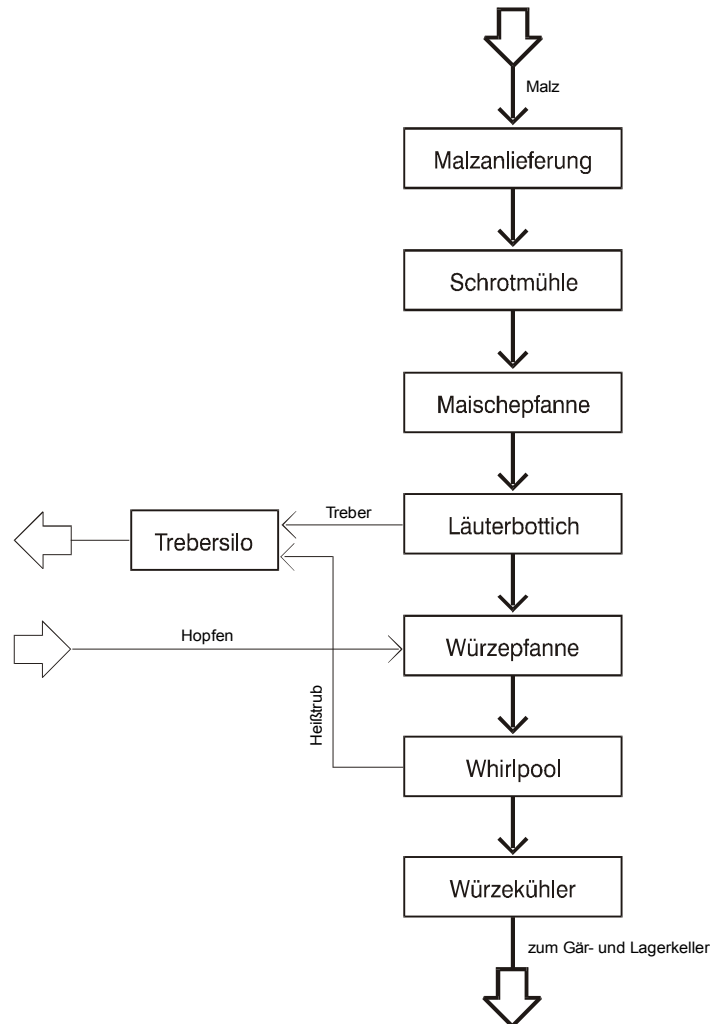 Malz
Malzanlieferung
Schrotmühle
Maischepfanne
Treber
Läuterbottich
Trebersilo
Hopfen
Würzepfanne
Heißtrub
Whirlpool
Würzekühler
zum Gär- und Lagerkeller